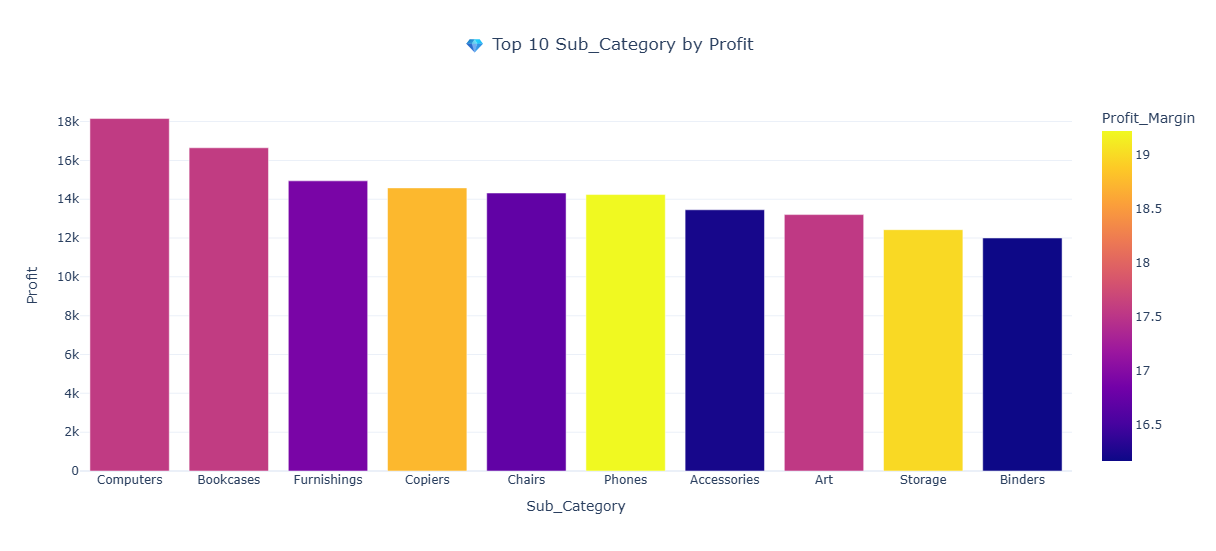 💎 Top 10 Sub_Category by Profit
Profit_Margin
18k
16k
14k
12k
10k
8k
6k
4k
2k
0
Profit
19
18.5
18
17.5
17
16.5
Computers Bookcases Furnishings Copiers Chairs Phones Accessories Art Storage Binders
Sub_Category